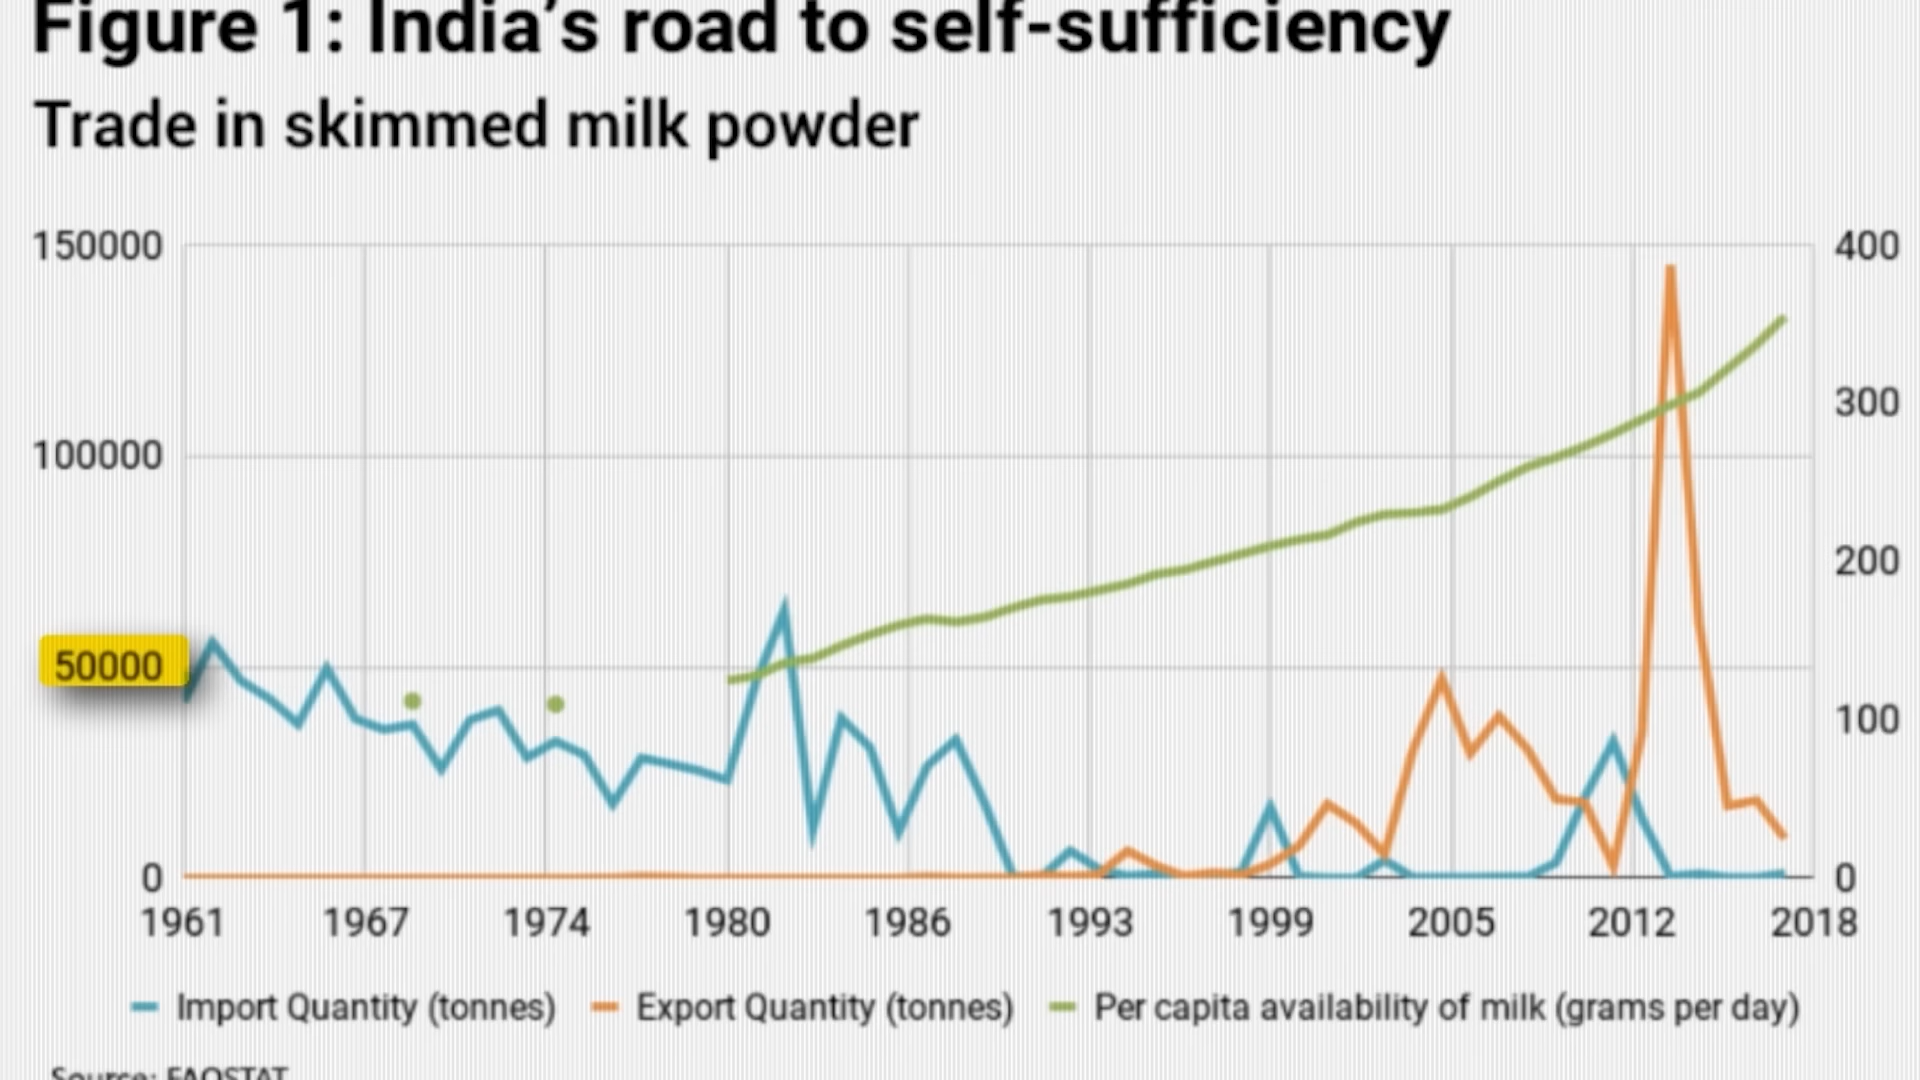 Figure 1: India's road to self-sufficiency
Trade in skimmed milk powder
150000 400
300
100000
200
50000
100
0 0
1961 1967 1974 1980 1986 1993 1999 2005 2012 2018
Import Quantity (tonnes) Export Quantity (tonnes) Per capita availability of milk (grams per day)
Source: FAOSTAT